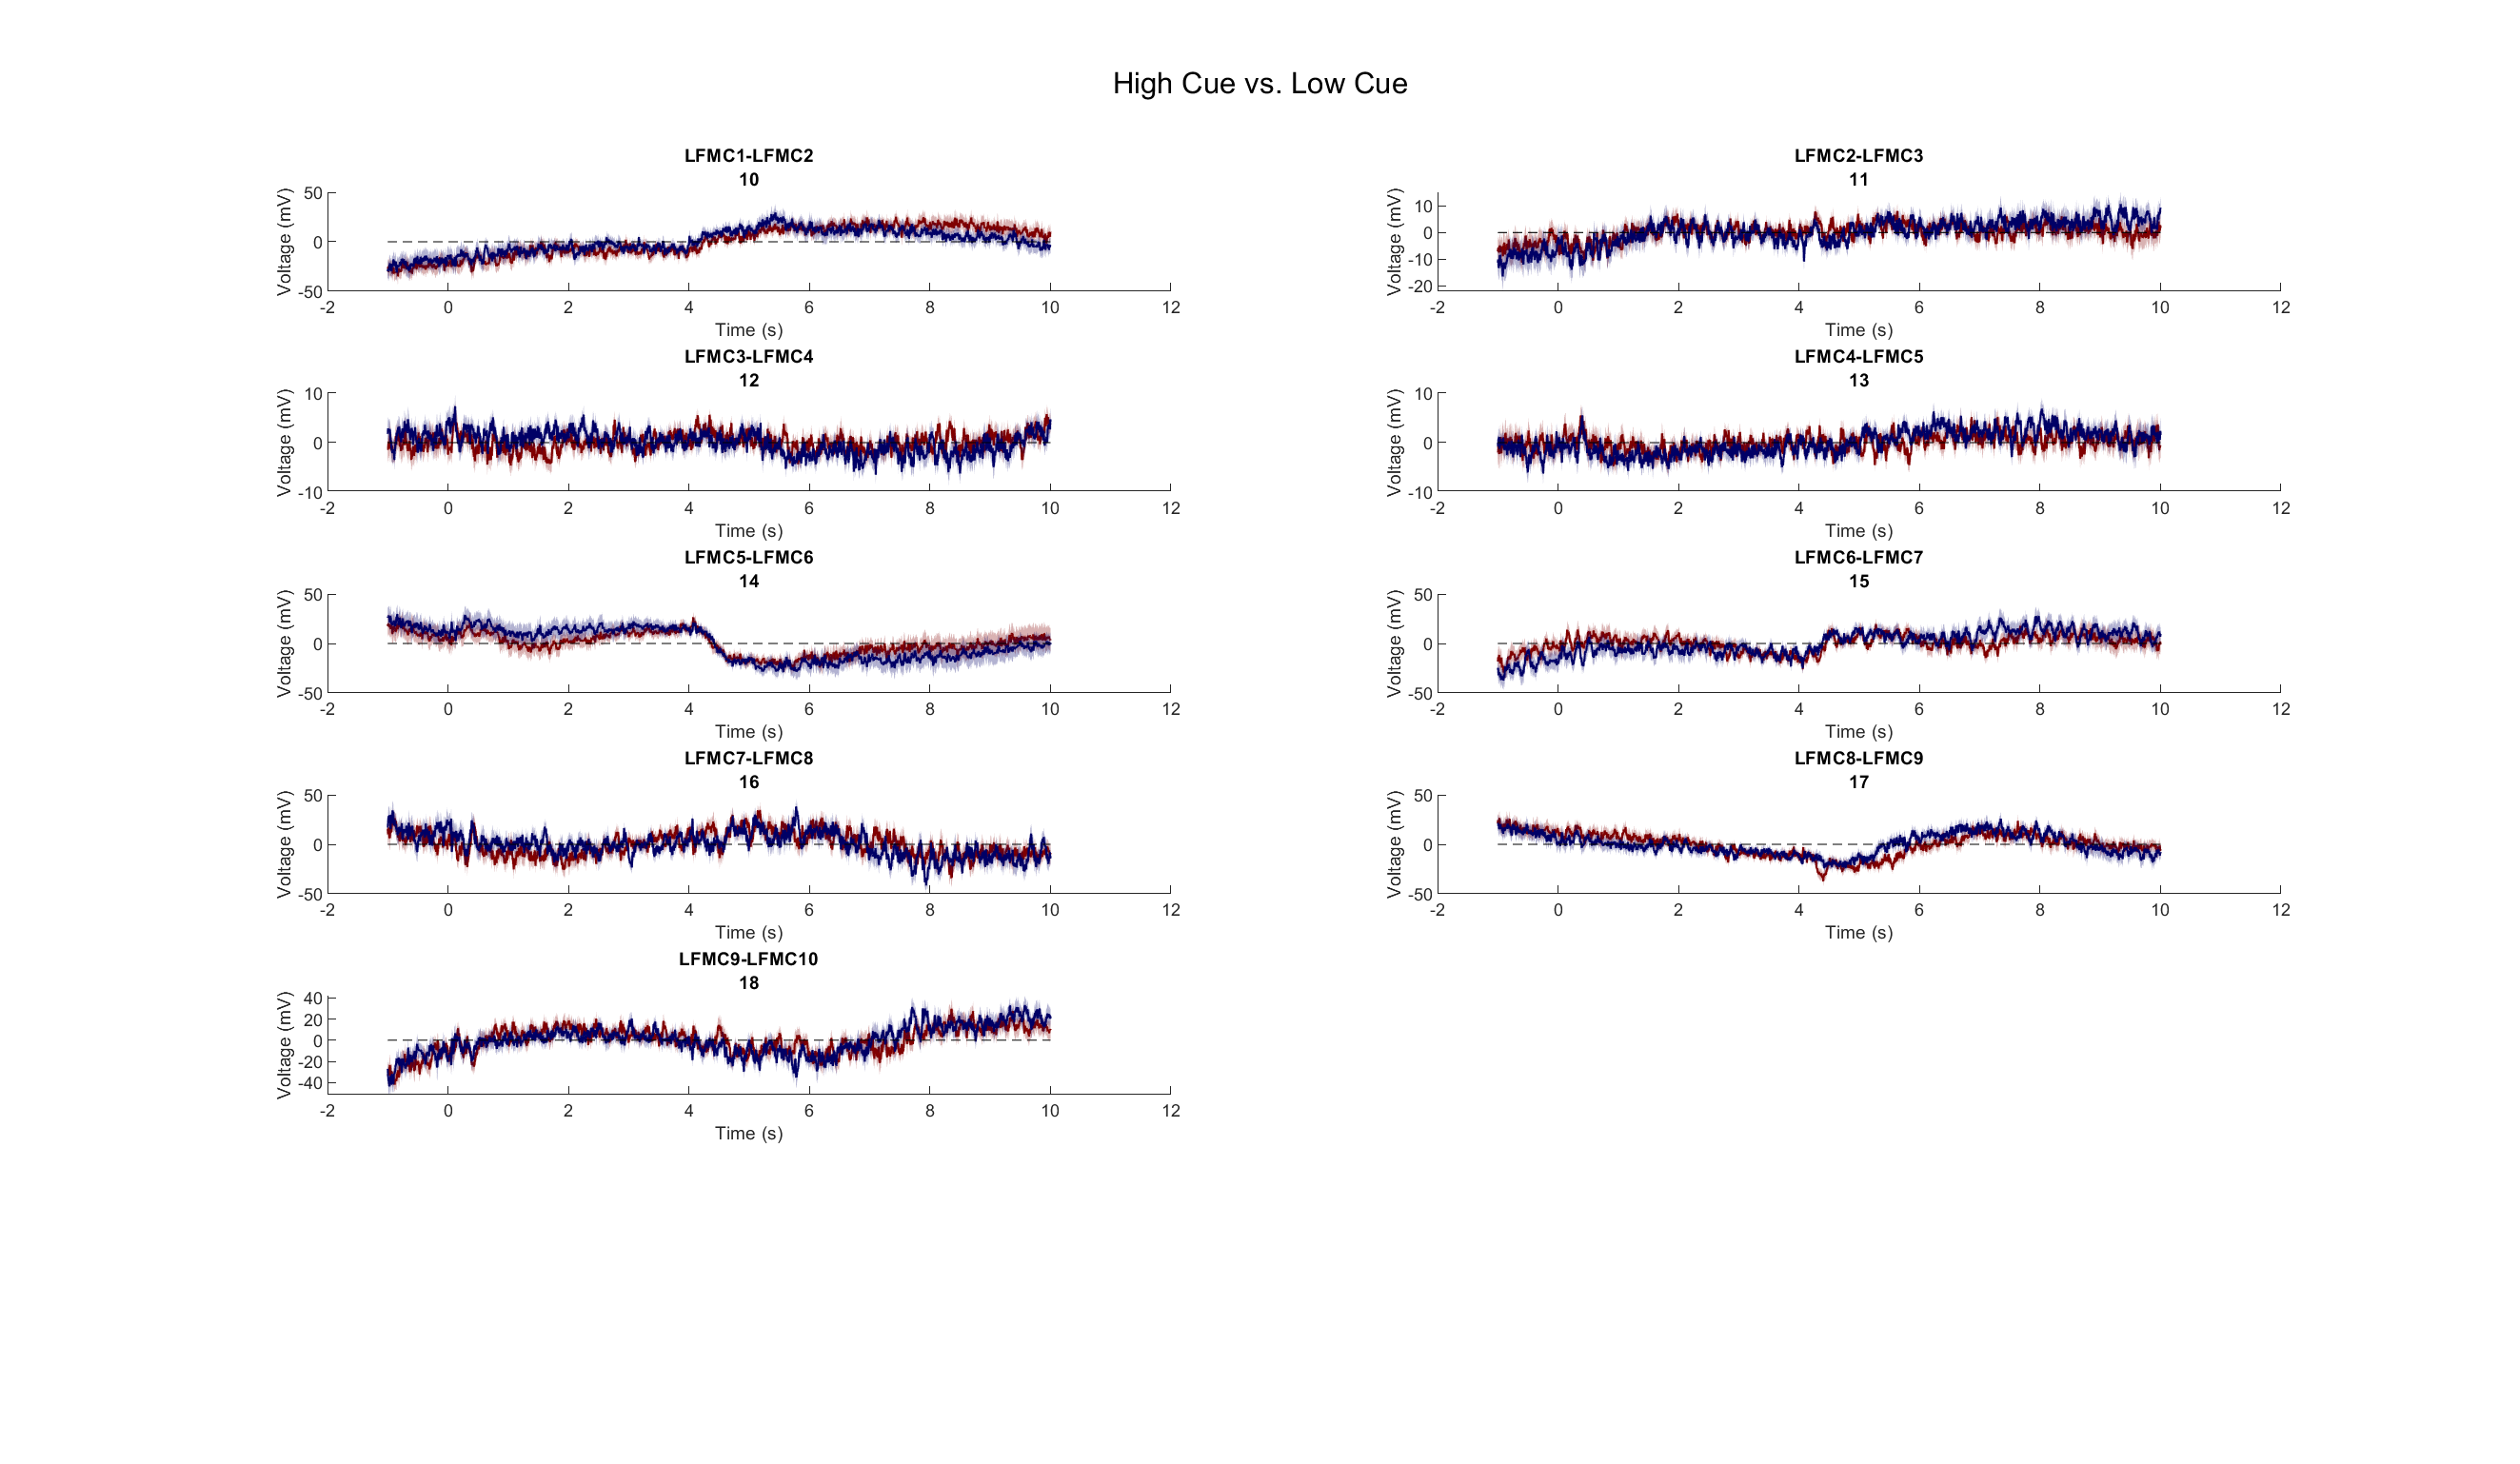 High Cue vs. Low Cue
LFMC1-LFMC2
10
Voltage (mV)
50
0
-50
-2 0 2 4 6 8 10 12
Time (s)
LFMC2-LFMC3
11
Voltage (mV)
10
0
-10
-20
-2 0 2 4 6 8 10 12
Time (s)
LFMC3-LFMC4
12
Voltage (mV)
10
0
-10
-2 0 2 4 6 8 10 12
Time (s)
LFMC4-LFMC5
13
Voltage (mV)
10
0
-10
-2 0 2 4 6 8 10 12
Time (s)
LFMC5-LFMC6
14
Voltage (mV)
50
0
-50
-2 0 2 4 6 8 10 12
Time (s)
LFMC6-LFMC7
15
Voltage (mV)
50
0
-50
-2 0 2 4 6 8 10 12
Time (s)
LFMC7-LFMC8
16
Voltage (mV)
50
0
-50
-2 0 2 4 6 8 10 12
Time (s)
LFMC8-LFMC9
17
Voltage (mV)
50
0
-50
-2 0 2 4 6 8 10 12
Time (s)
LFMC9-LFMC10
18
Voltage (mV)
40
20
0
-20
-40
-2 0 2 4 6 8 10 12
Time (s)